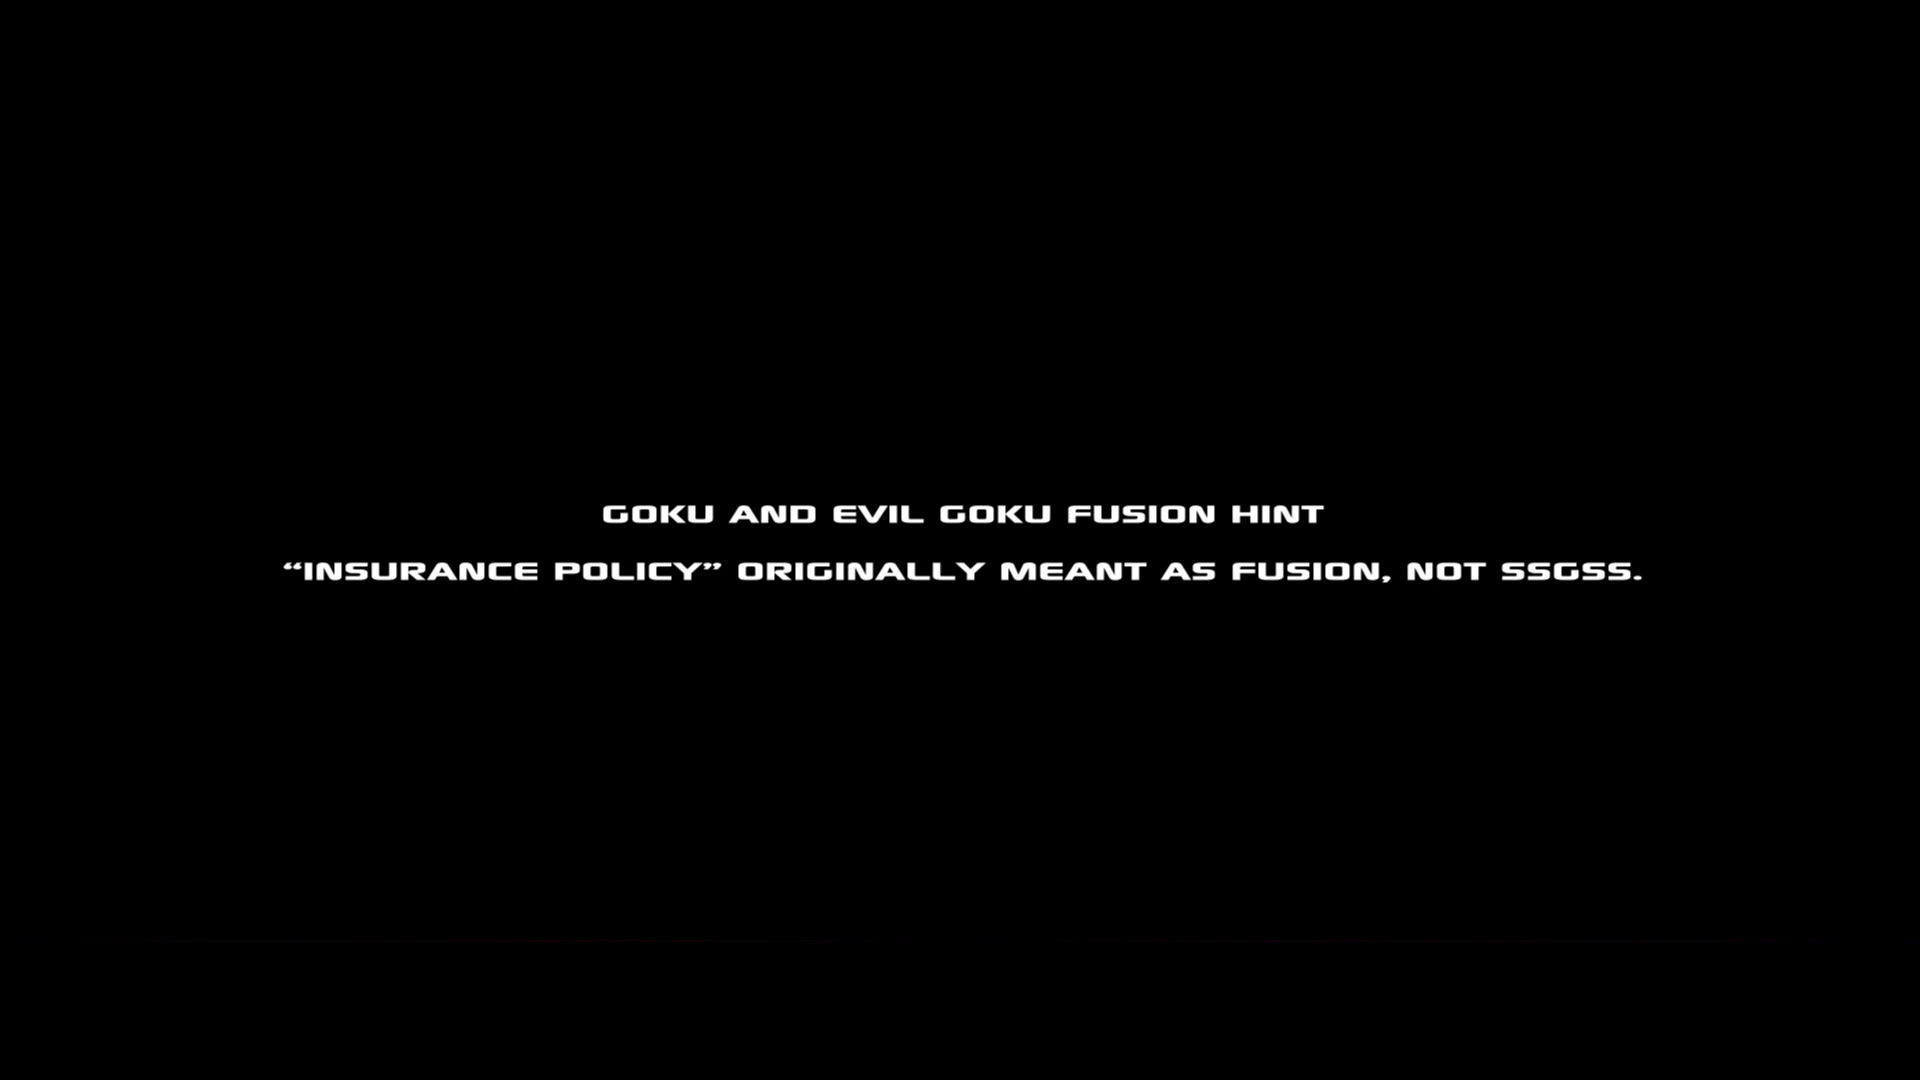 GOKU AND EVIL GOKU FUSION HINT
“INSURANCE POLICY” ORIGINALLY MEANT AS FUSION, NOT SSGSS.